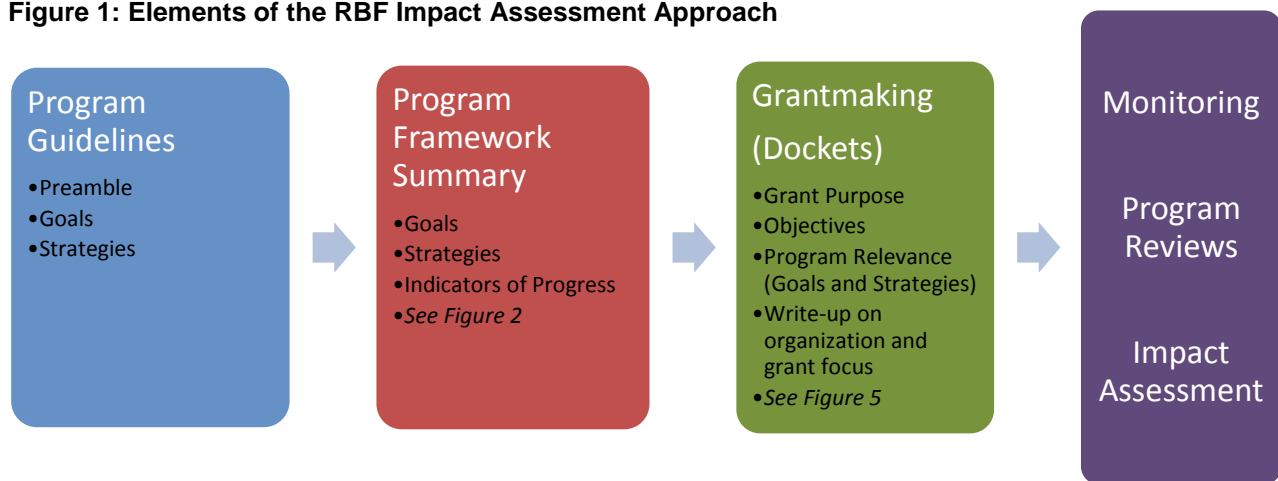 Figure 1: Elements of the RBF Impact Assessment Approach
Program
Guidelines
•Preamble
•Goals
•Strategies
Program
Framework
Summary
•Goals
•Strategies
•Indicators of Progress
•See Figure 2
Grantmaking
(Dockets)
•Grant Purpose
•Objectives
•Program Relevance
(Goals and Strategies)
•Write-up on
organization and
grant focus
•See Figure 5
Monitoring
Program
Reviews
Impact
Assessment